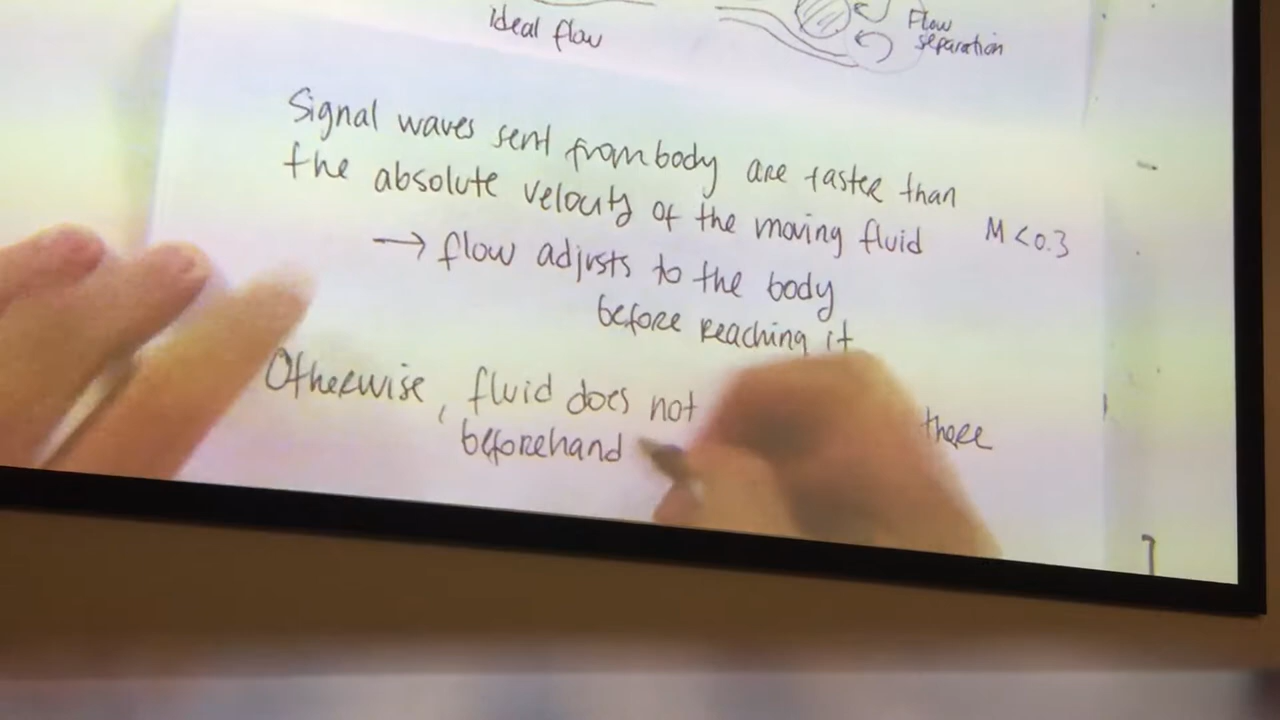 Ideal flow
Flow
separation
Signal waves sent from body are faster than
the absolute velocity of the moving fluid M < 0.3
→ flow adjusts to the body
before reaching it
Otherwise, fluid does not
there
beforehand